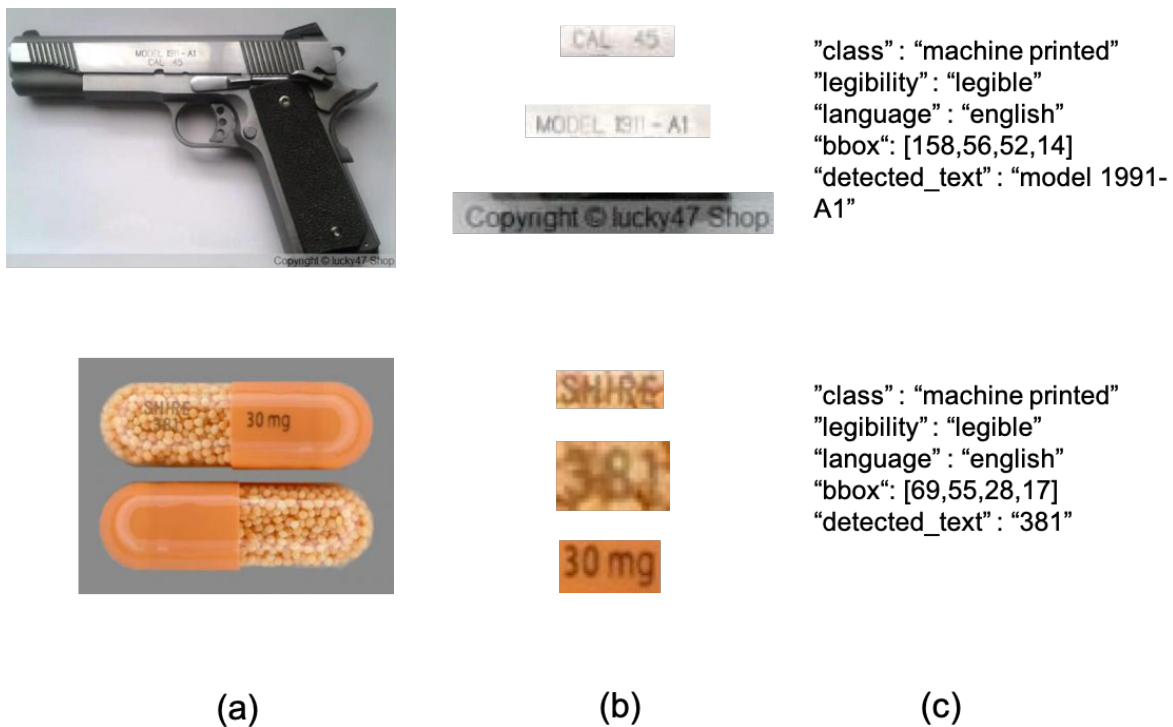 MODEL 1911-A1
CAL 45
Copyright © lucky47 Shop
CAL 45
MODEL 1911-A1
Copyright © lucky47 Shop
”class” : “machine printed”
”legibility” : “legible”
“language” : “english”
“bbox“: [158,56,52,14]
“detected_text” : “model 1991-
A1”
SHIRE
381
30 mg
SHIRE
381
30 mg
”class” : “machine printed”
”legibility” : “legible”
“language” : “english”
“bbox“: [69,55,28,17]
“detected_text” : “381”
(a)
(b)
(c)